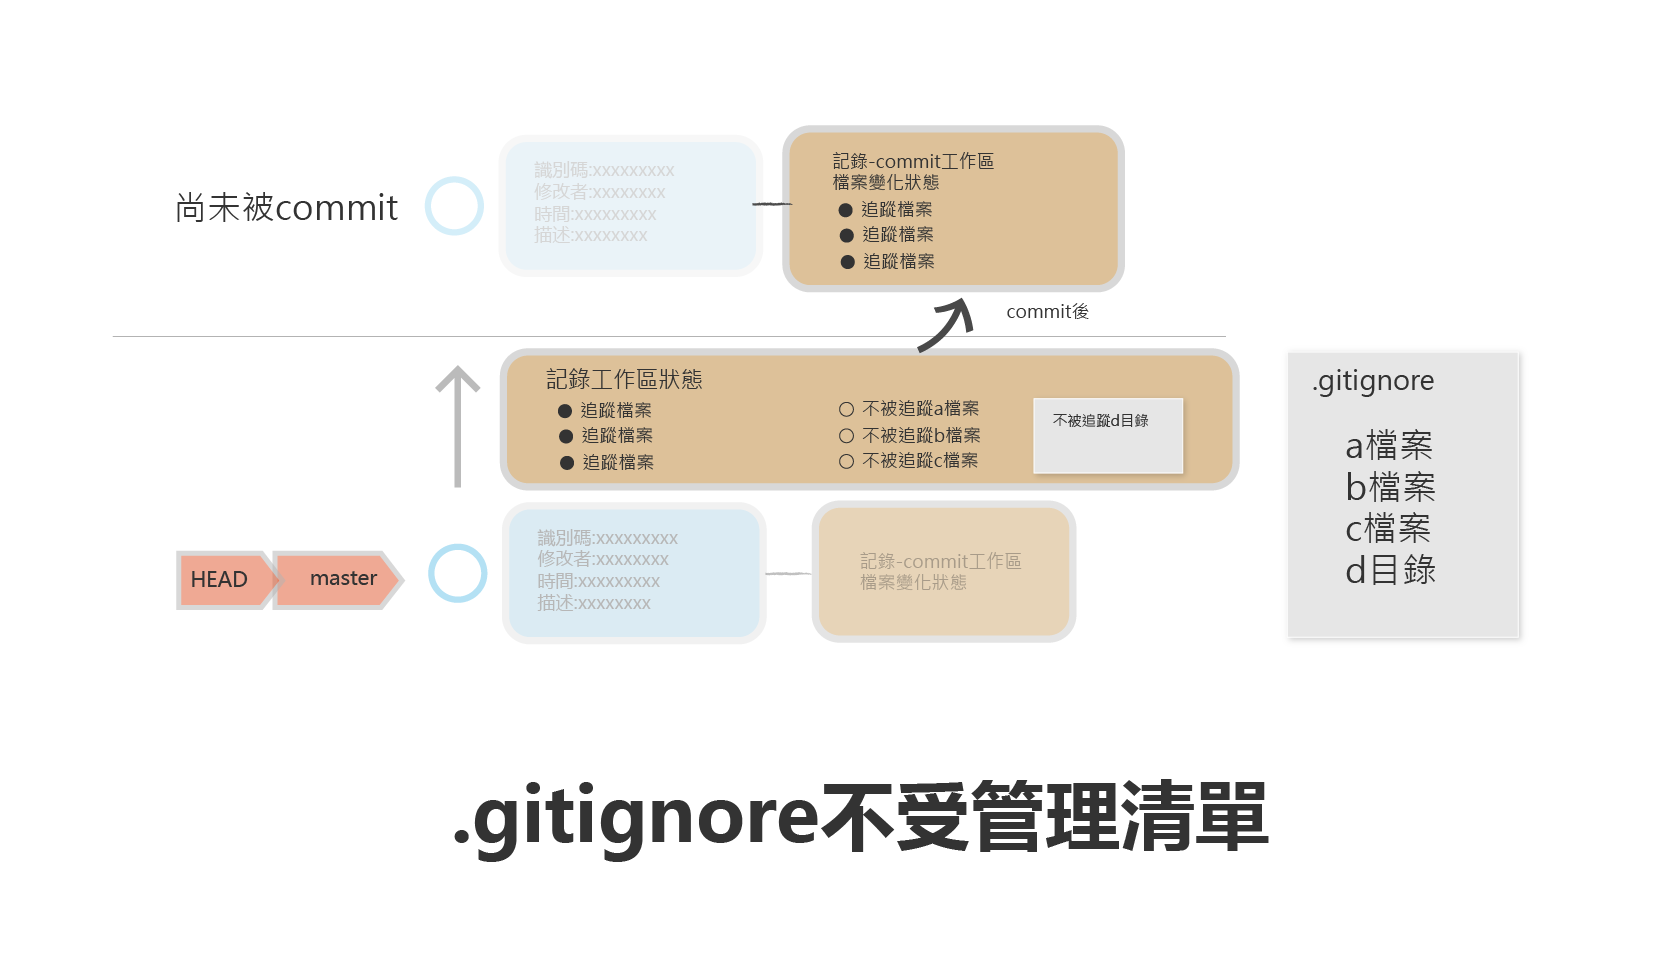 尚未被commit
識別碼:xxxxxxxxx
修改者:xxxxxxxx
時間:xxxxxxxxx
描述:xxxxxxxx
記錄-commit工作區
檔案變化狀態
● 追蹤檔案
● 追蹤檔案
● 追蹤檔案
commit後
記錄工作區狀態
● 追蹤檔案
● 追蹤檔案
● 追蹤檔案
○ 不被追蹤a檔案
○ 不被追蹤b檔案
○ 不被追蹤c檔案
不被追蹤d目錄
.gitignore
a檔案
b檔案
c檔案
d目錄
HEAD
master
識別碼:xxxxxxxxx
修改者:xxxxxxxx
時間:xxxxxxxxx
描述:xxxxxxxx
記錄-commit工作區
檔案變化狀態
.gitignore不受管理清單